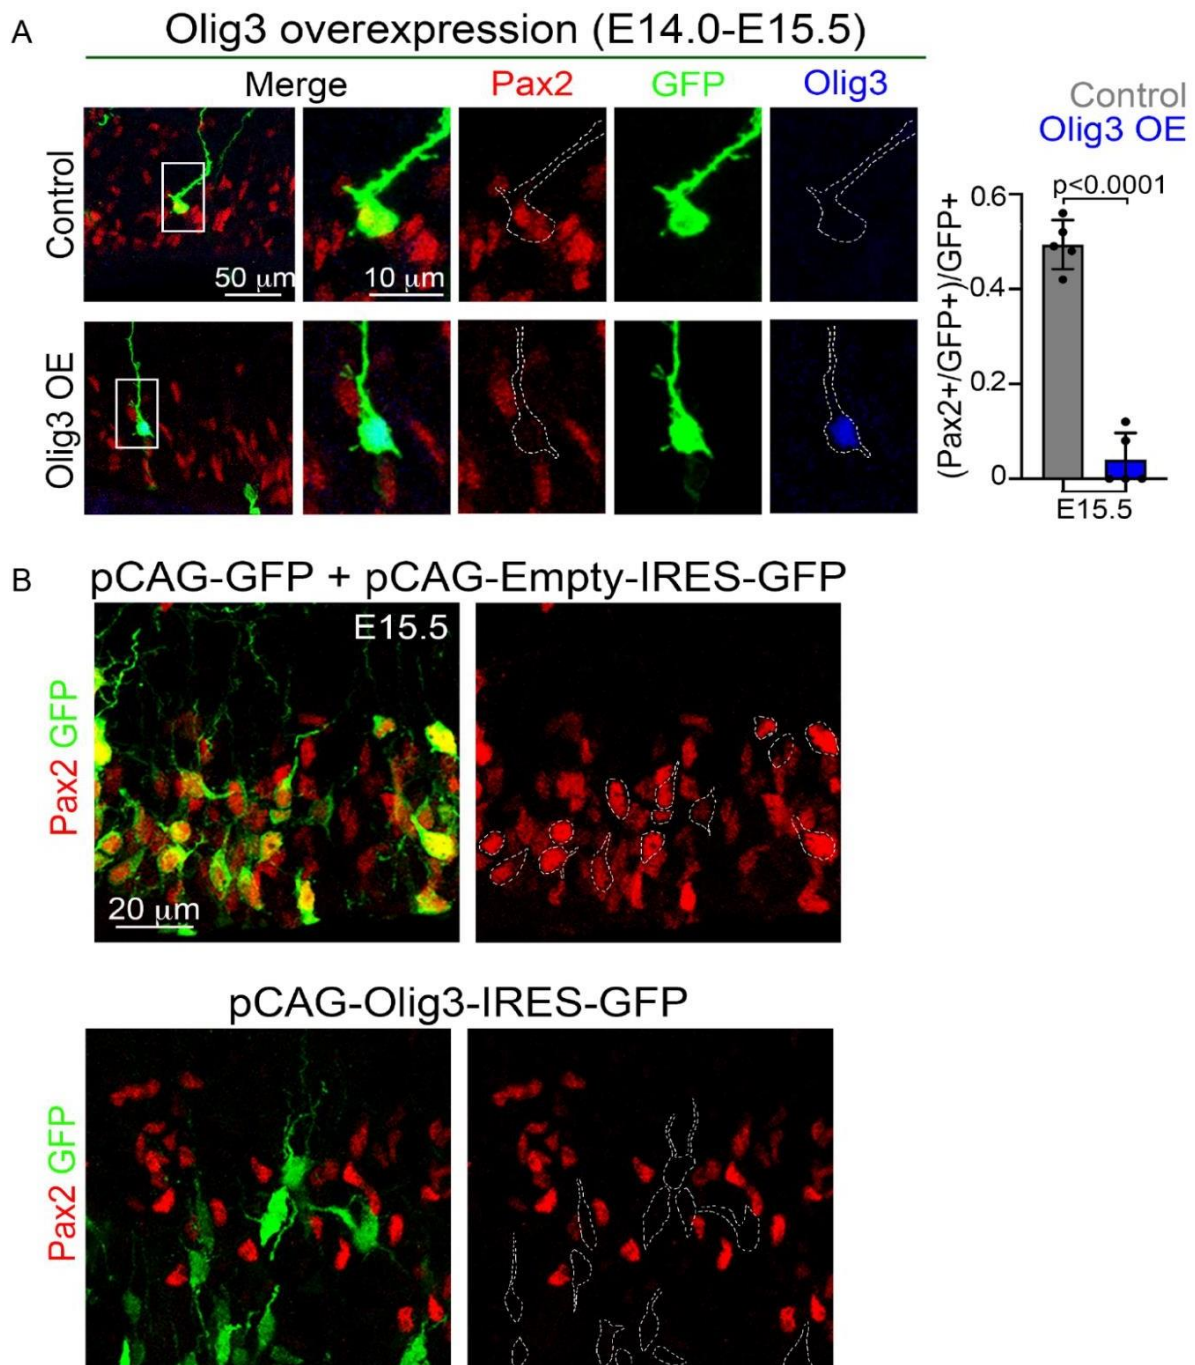 A
Olig3 overexpression (E14.0-E15.5)
Merge
Pax2
GFP
Olig3
Control
50 μm
10 μm
Olig3 OE
Control
Olig3 OE
p<0.0001
(Pax2+/GFP+)/GFP+
0.6
0.4
0.2
0
E15.5
B
pCAG-GFP + pCAG-Empty-IRES-GFP
Pax2 GFP
E15.5
20 μm
pCAG-Olig3-IRES-GFP
Pax2 GFP